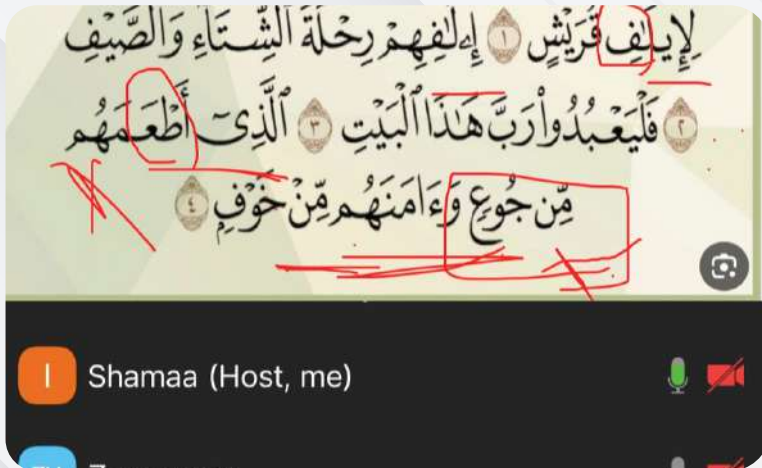 لِإِيلَـٰفِ قُرَيْشٍ ١ إِۦلَـٰفِهِمْ رِحْلَةَ ٱلشِّتَآءِ وَٱلصَّيْفِ
٢ فَلْيَعْبُدُوا۟ رَبَّ هَـٰذَا ٱلْبَيْتِ ٣ ٱلَّذِىٓ أَطْعَمَهُم
مِّن جُوعٍ وَءَامَنَهُم مِّنْ خَوْفٍ ٤
I Shamaa (Host, me)